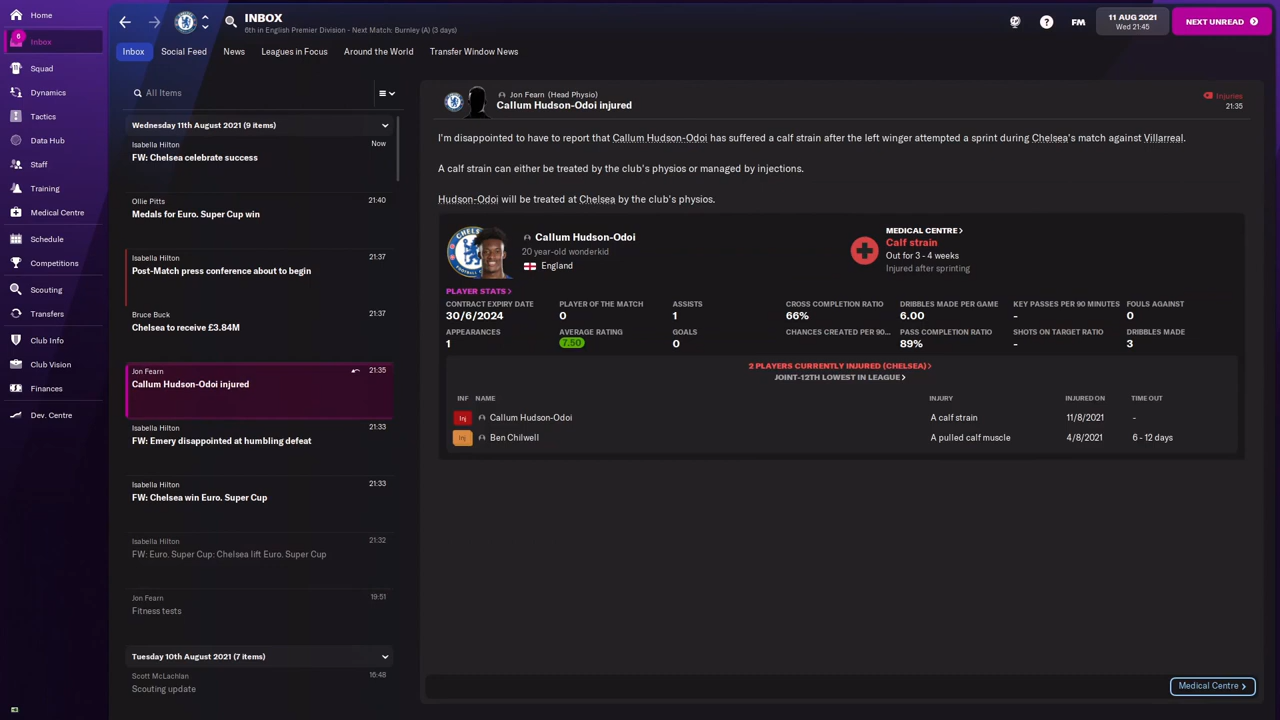 Home
6
Inbox
Squad
Dynamics
Tactics
Data Hub
Staff
Training
Medical Centre
Schedule
Competitions
Scouting
Transfers
Club Info
Club Vision
Finances
Dev. Centre
INBOX
6th in English Premier Division - Next Match: Burnley (A) (3 days)
FM
11 AUG 2021
Wed 21:45
NEXT UNREAD
Inbox
Social Feed
News
Leagues in Focus
Around the World
Transfer Window News
All Items
Wednesday 11th August 2021 (9 items)
Isabella Hilton
Now
FW: Chelsea celebrate success
Ollie Pitts
21:40
Medals for Euro. Super Cup win
Isabella Hilton
21:37
Post-Match press conference about to begin
Bruce Buck
21:37
Chelsea to receive £3.84M
Jon Fearn
21:35
Callum Hudson-Odoi injured
Isabella Hilton
21:33
FW: Emery disappointed at humbling defeat
Isabella Hilton
21:33
FW: Chelsea win Euro. Super Cup
Isabella Hilton
21:32
FW: Euro. Super Cup: Chelsea lift Euro. Super Cup
Jon Fearn
19:51
Fitness tests
Tuesday 10th August 2021 (7 items)
Scott McLachlan
16:48
Scouting update
Jon Fearn (Head Physio)
Callum Hudson-Odoi injured
Injuries
21:35
I'm disappointed to have to report that Callum Hudson-Odoi has suffered a calf strain after the left winger attempted a sprint during Chelsea's match against Villarreal.
A calf strain can either be treated by the club's physios or managed by injections.
Hudson-Odoi will be treated at Chelsea by the club's physios.
Callum Hudson-Odoi
20 year-old wonderkid
England
MEDICAL CENTRE
Calf strain
Out for 3 - 4 weeks
Injured after sprinting
PLAYER STATS
CONTRACT EXPIRY DATE PLAYER OF THE MATCH ASSISTS CROSS COMPLETION RATIO DRIBBLES MADE PER GAME KEY PASSES PER 90 MINUTES FOULS AGAINST
30/6/2024 0 1 66% 6.00 - 0
APPEARANCES AVERAGE RATING GOALS CHANCES CREATED PER 90... PASS COMPLETION RATIO SHOTS ON TARGET RATIO DRIBBLES MADE
1 7.50 0 89% - 3
2 PLAYERS CURRENTLY INJURED (CHELSEA)
JOINT-12TH LOWEST IN LEAGUE
INF NAME INJURY INJURED ON TIME OUT
Inj Callum Hudson-Odoi A calf strain 11/8/2021 -
Inj Ben Chilwell A pulled calf muscle 4/8/2021 6 - 12 days
Medical Centre